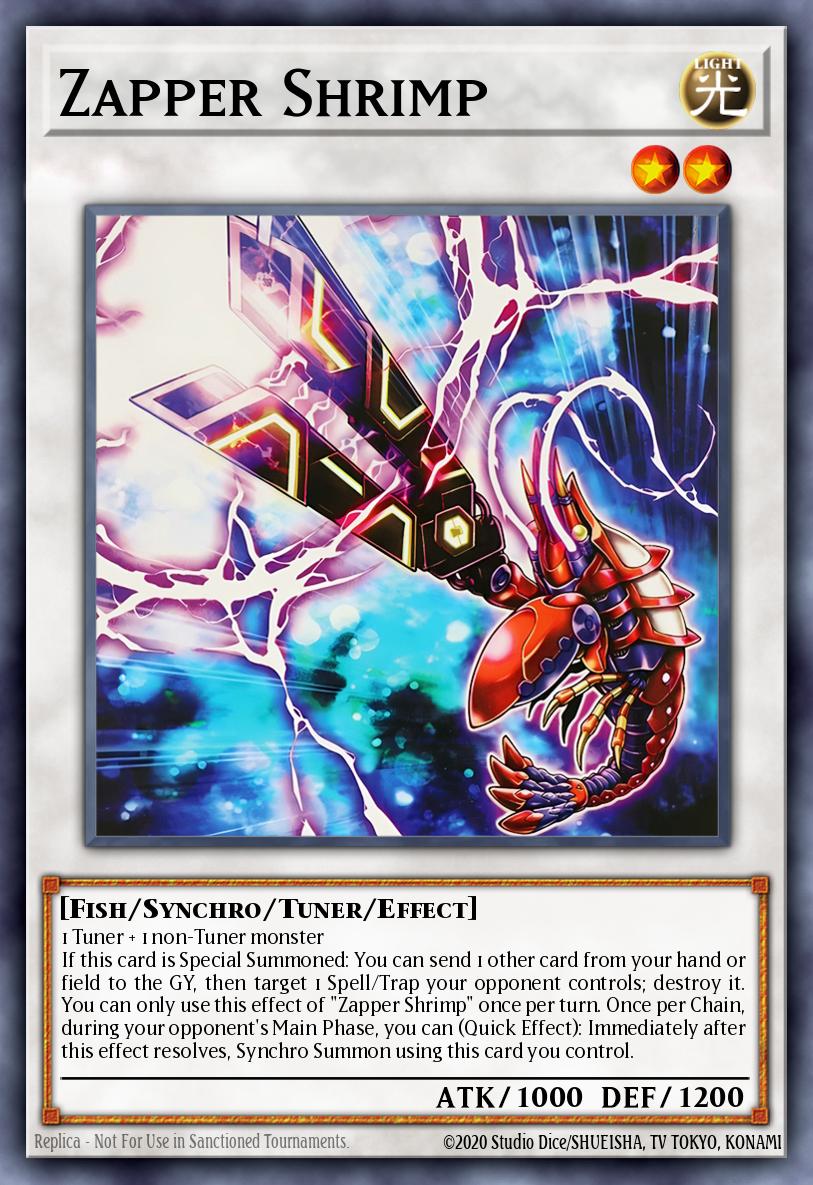 Zapper Shrimp
LIGHT
光
[Fish/Synchro/Tuner/Effect]
1 Tuner + 1 non-Tuner monster
If this card is Special Summoned: You can send 1 other card from your hand or
field to the GY, then target 1 Spell/Trap your opponent controls; destroy it.
You can only use this effect of "Zapper Shrimp" once per turn. Once per Chain,
during your opponent's Main Phase, you can (Quick Effect): Immediately after
this effect resolves, Synchro Summon using this card you control.
ATK/1000 DEF/1200
Replica - Not For Use in Sanctioned Tournaments.
©2020 Studio Dice/SHUEISHA, TV TOKYO, KONAMI